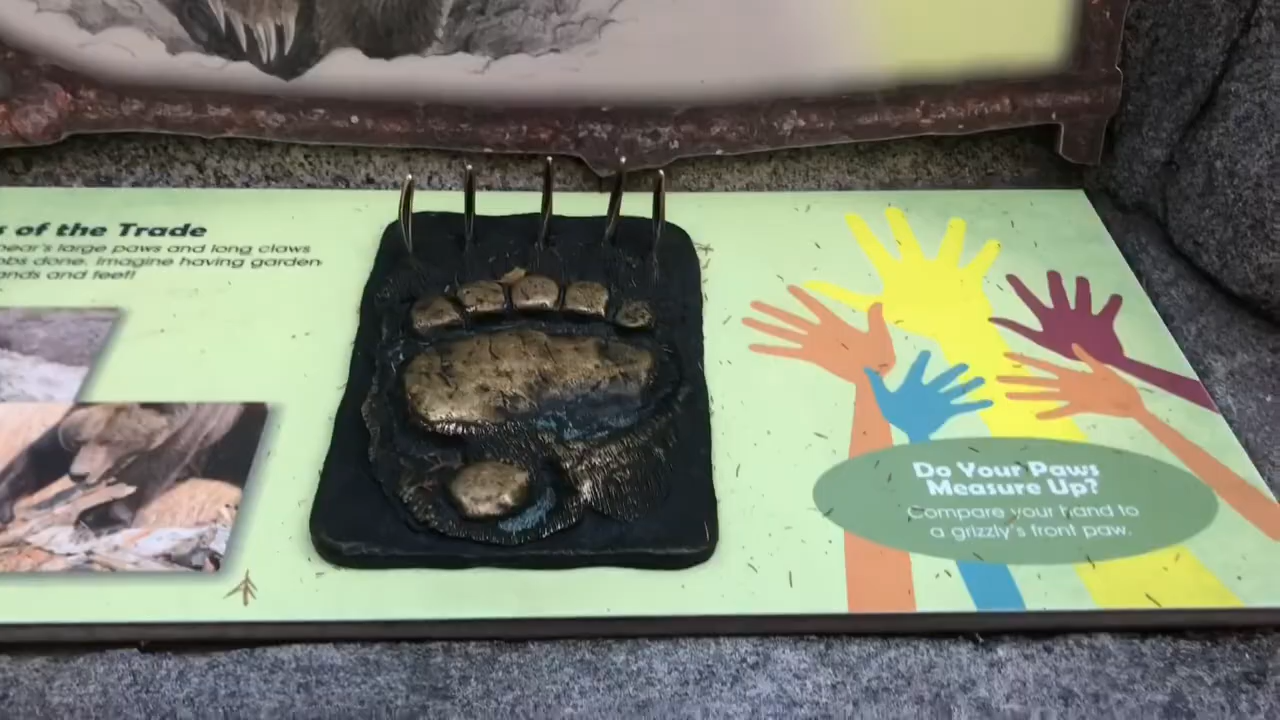 s of the Trade
bear's large paws and long claws
obs done. Imagine having garden
ands and feet!
Do Your Paws
Measure Up?
Compare your hand to
a grizzly's front paw.